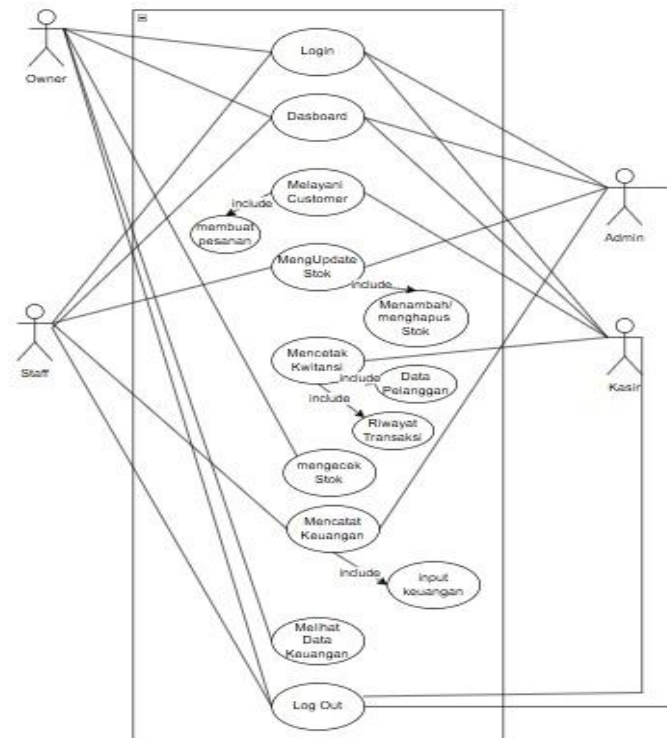 Owner
Login
Dasboard
Melayani
Customer
include
membuat
pesanan
Admin
MengUpdate
Stok
include
Menambah/
menghapus
Stok
Staff
Kasir
Mencetak
Kwitansi
include
Data
Pelanggan
include
Riwayat
Transaksi
mengecek
Stok
Mencatat
Keuangan
include
input
keuangan
Melihat
Data
Keuangan
Log Out